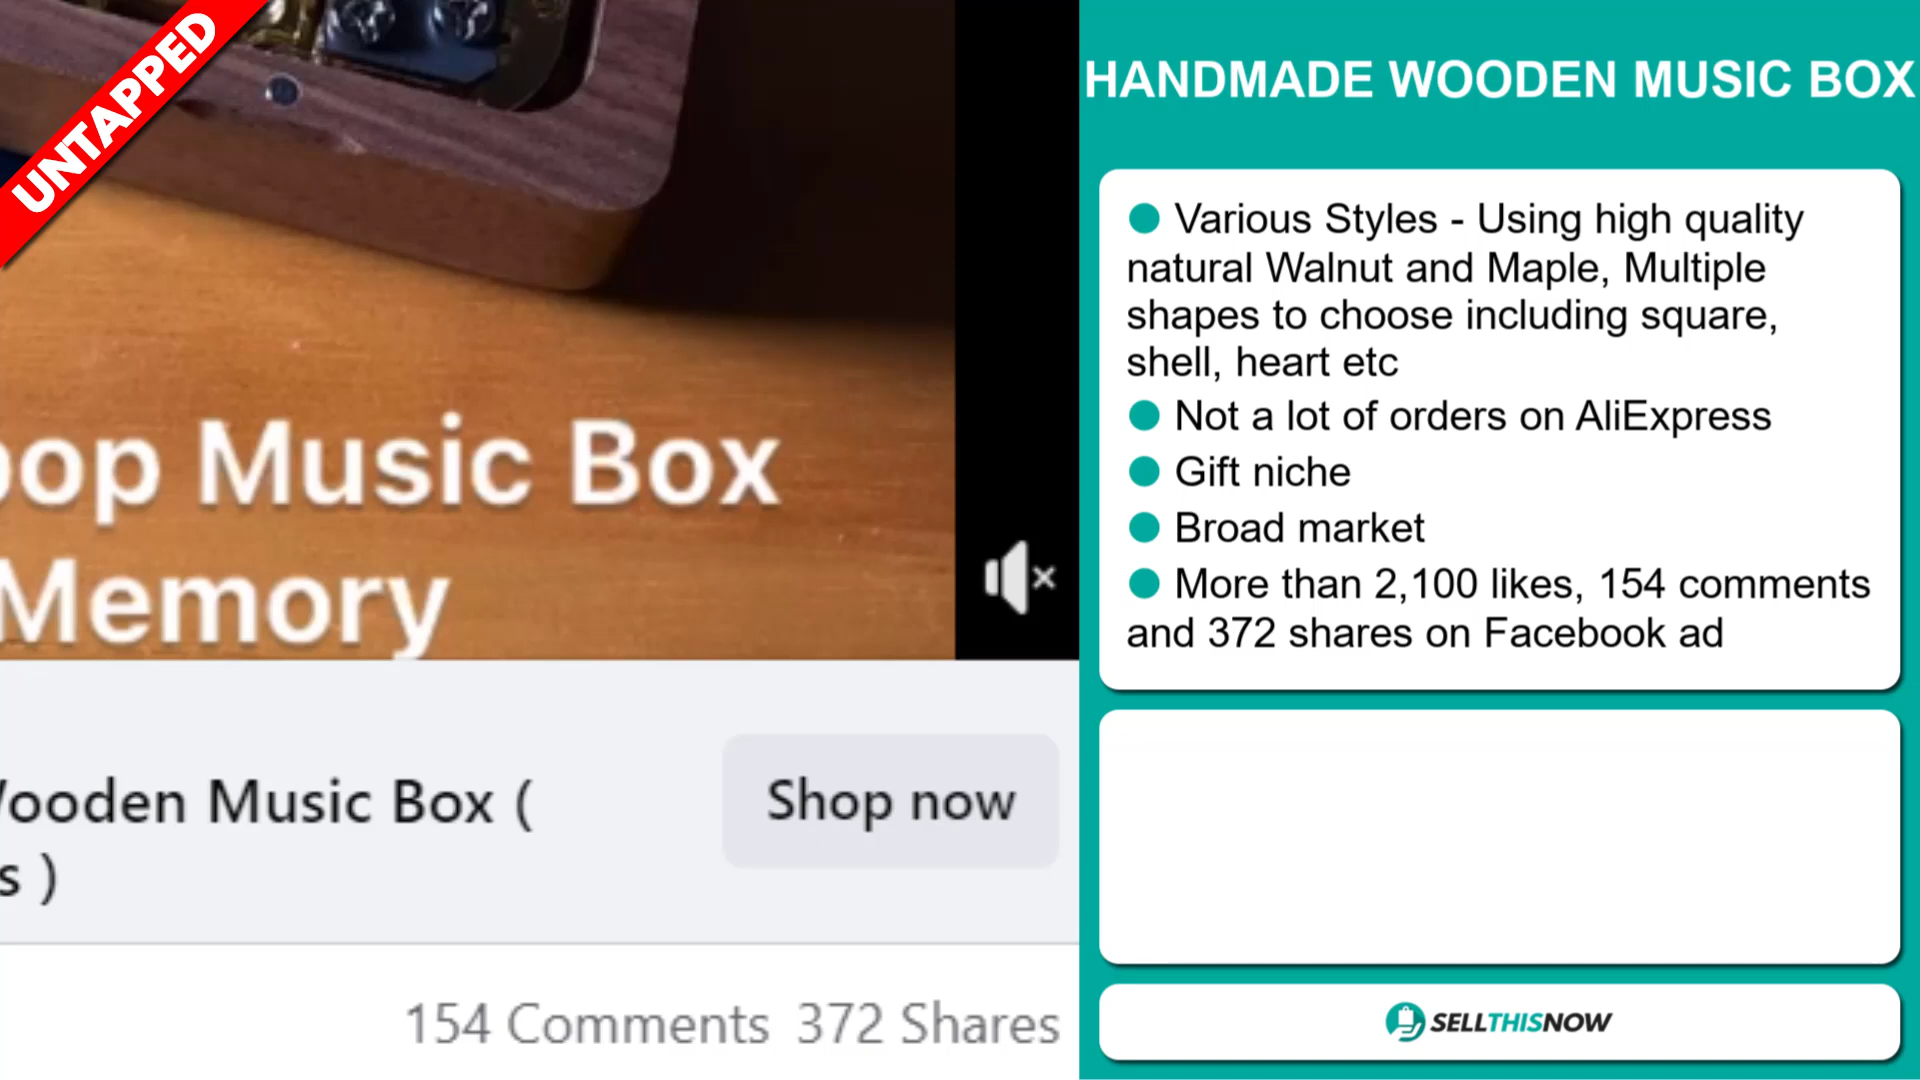 UNTAPPED
Music Box
Memory
Wooden Music Box (
s )
Shop now
154 Comments 372 Shares
HANDMADE WOODEN MUSIC BOX
● Various Styles - Using high quality
natural Walnut and Maple, Multiple
shapes to choose including square,
shell, heart etc
● Not a lot of orders on AliExpress
● Gift niche
● Broad market
● More than 2,100 likes, 154 comments
and 372 shares on Facebook ad
SELLTHISNOW